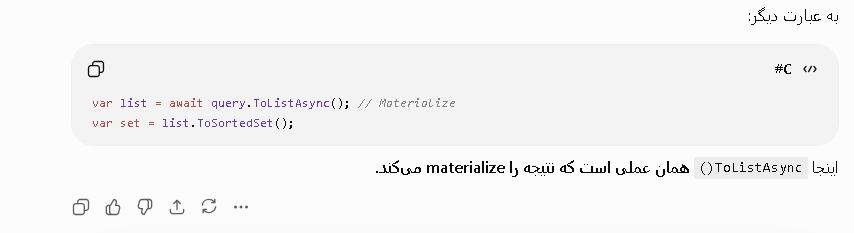 به عبارت دیگر:
C#
var list = await query.ToListAsync(); // Materialize
var set = list.ToSortedSet();
اینجا ToListAsync() همان عملی است که نتیجه را materialize می‌کند.